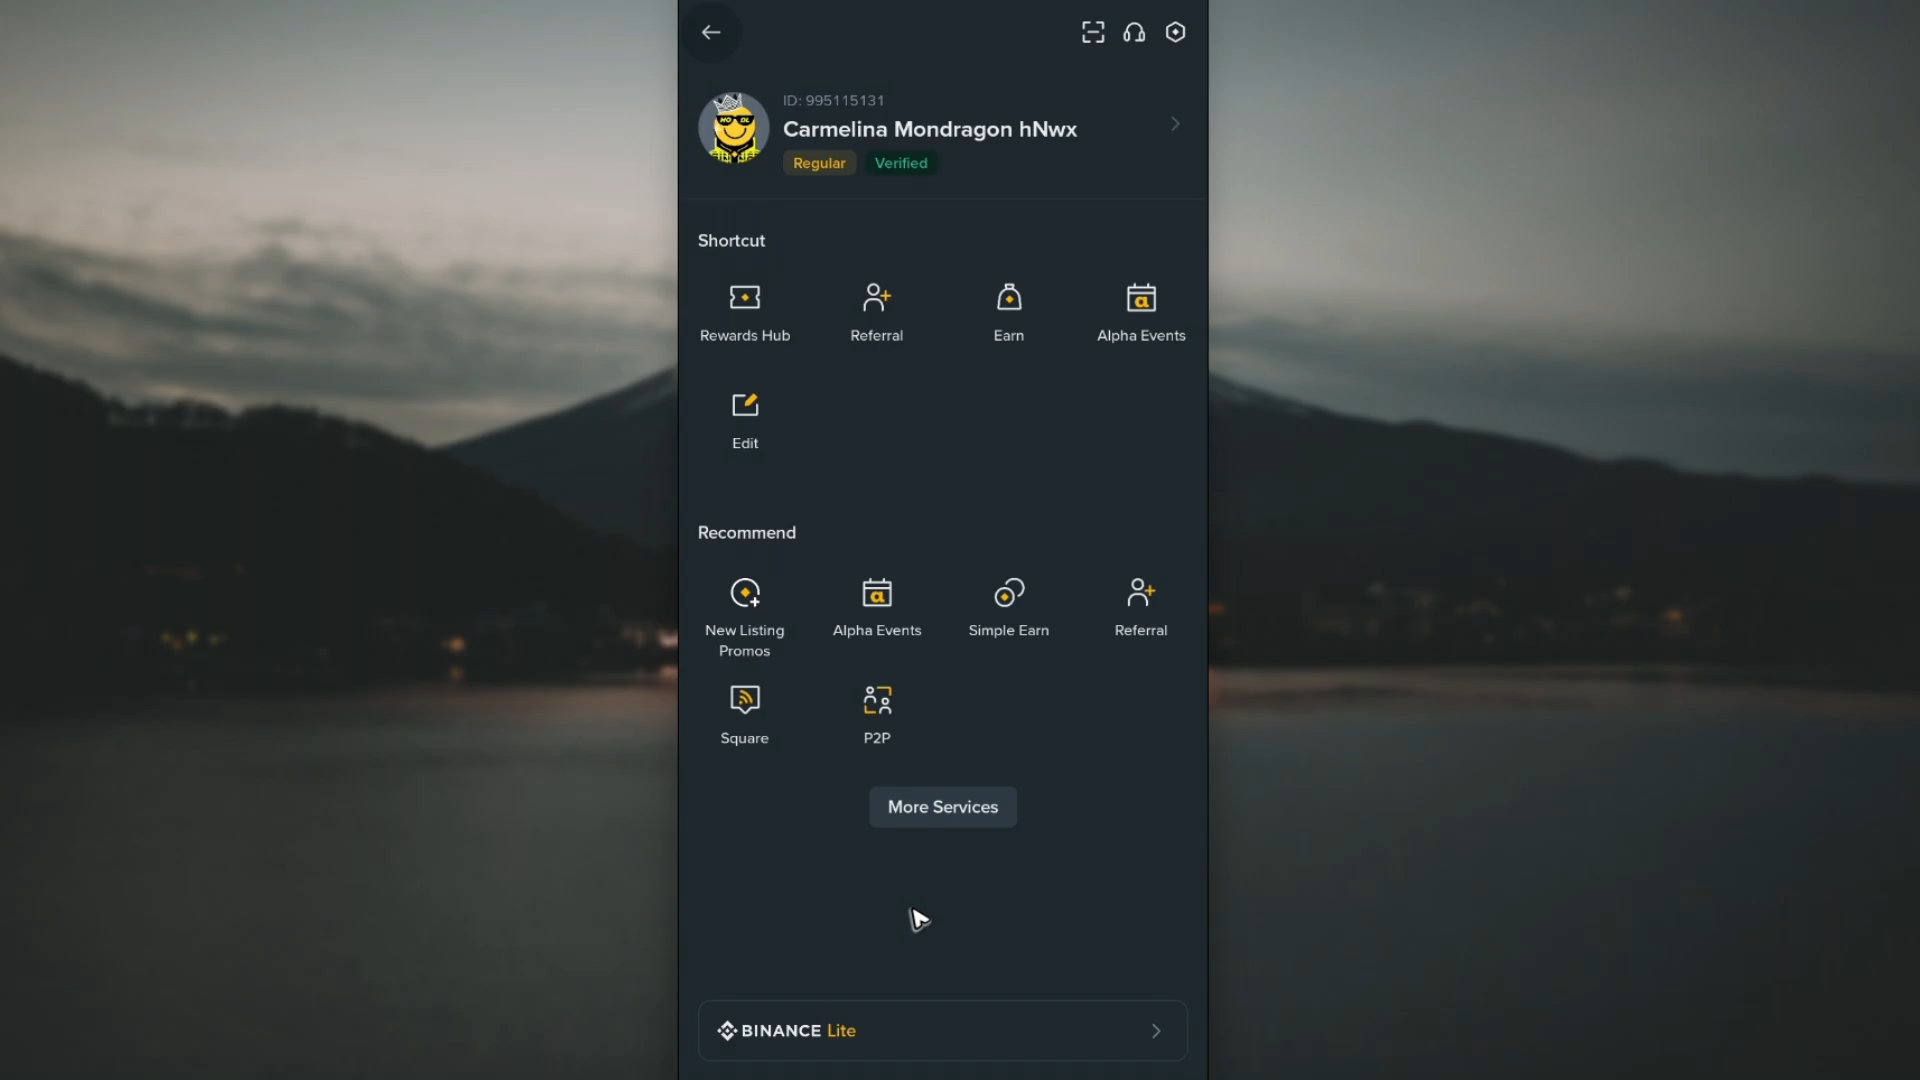 ID: 995115131
Carmelina Mondragon hNwx
Regular Verified
Shortcut
Rewards Hub Referral Earn Alpha Events
Edit
Recommend
New Listing Alpha Events Simple Earn Referral
Promos
Square P2P
More Services
BINANCE Lite